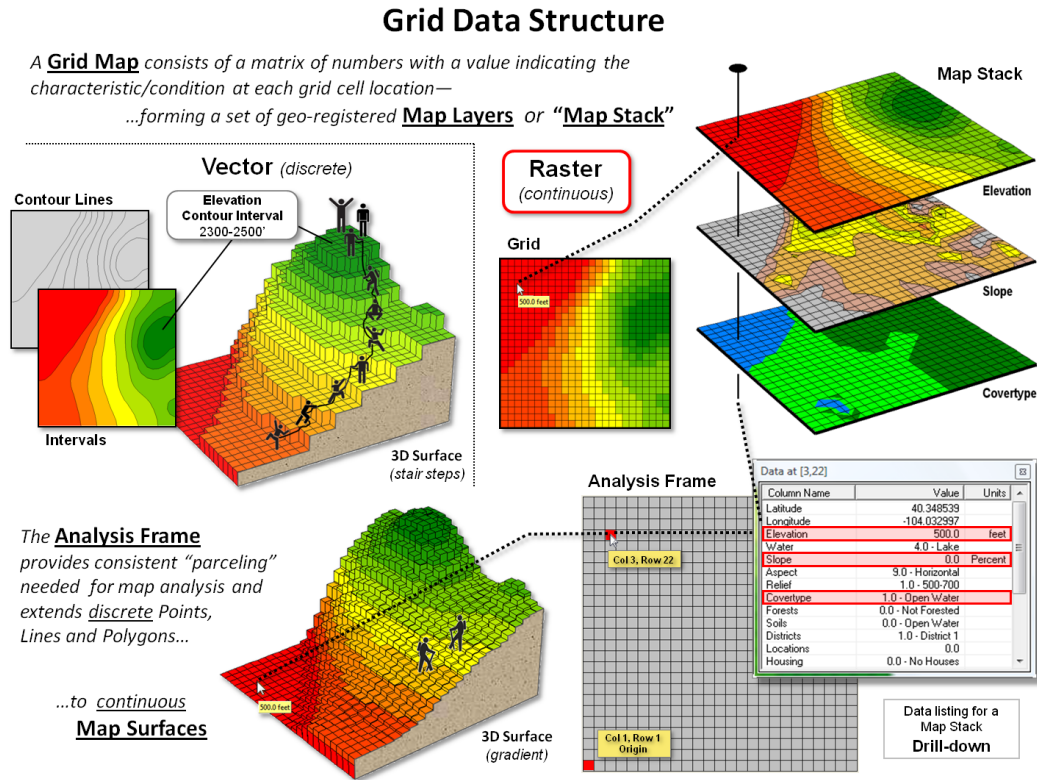 Grid Data Structure
A Grid Map consists of a matrix of numbers with a value indicating the
characteristic/condition at each grid cell location—
…forming a set of geo-registered Map Layers or “Map Stack”
Map Stack
Elevation
Slope
Covertype
Vector (discrete)
Contour Lines
Elevation
Contour Interval
2300-2500’
Intervals
3D Surface
(stair steps)
Raster
(continuous)
Grid
500.0 feet
The Analysis Frame
provides consistent “parceling”
needed for map analysis and
extends discrete Points,
Lines and Polygons…
…to continuous
Map Surfaces
500.0 feet
3D Surface
(gradient)
Analysis Frame
Col 3, Row 22
Col 1, Row 1
Origin
Data at [3,22]
Column Name Value Units
Latitude 40.348539
Longitude -104.032997
Elevation 500.0 feet
Water 4.0 - Lake
Slope 0.0 Percent
Aspect 9.0 - Horizontal
Relief 1.0 - 500-700
Covertype 1.0 - Open Water
Forests 0.0 - Not Forested
Soils 0.0 - Open Water
Districts 1.0 - District 1
Locations 0.0
Housing 0.0 - No Houses
Data listing for a
Map Stack
Drill-down